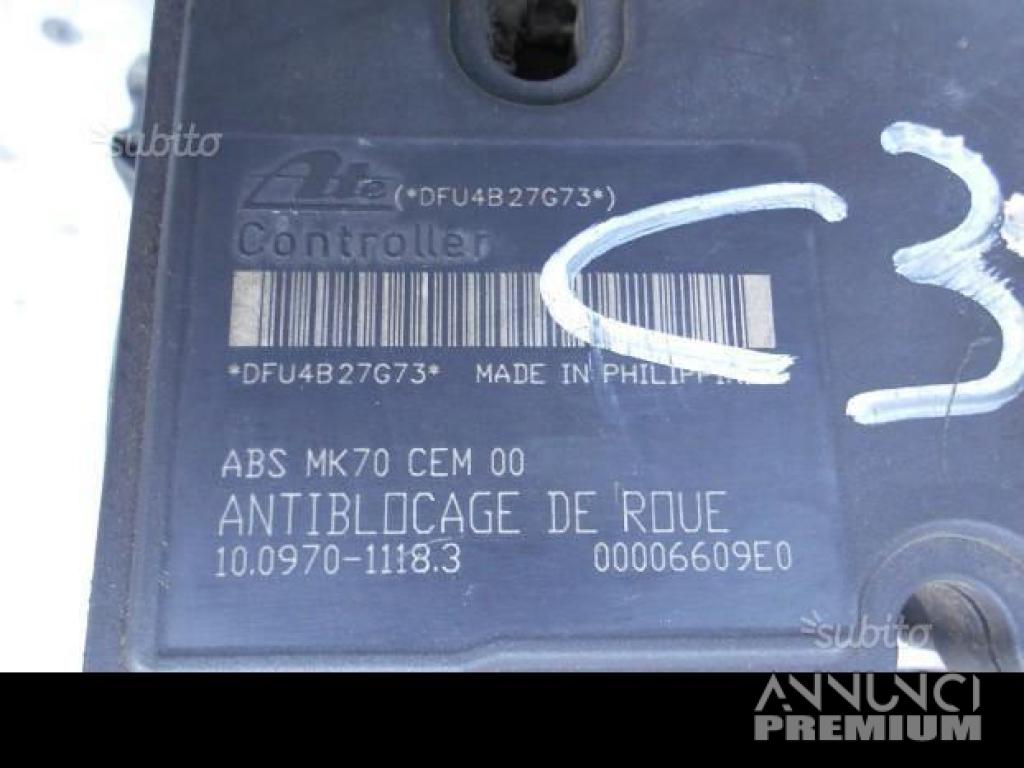 subito
Ate (*DFU4B27G73*)
Controller
C3
*DFU4B27G73* MADE IN
ABS MK70 CEM 00
ANTIBLOCAGE DE ROUE
10.0970-1118.3 00006609E0
subito
ANNUNCI
PREMIUM